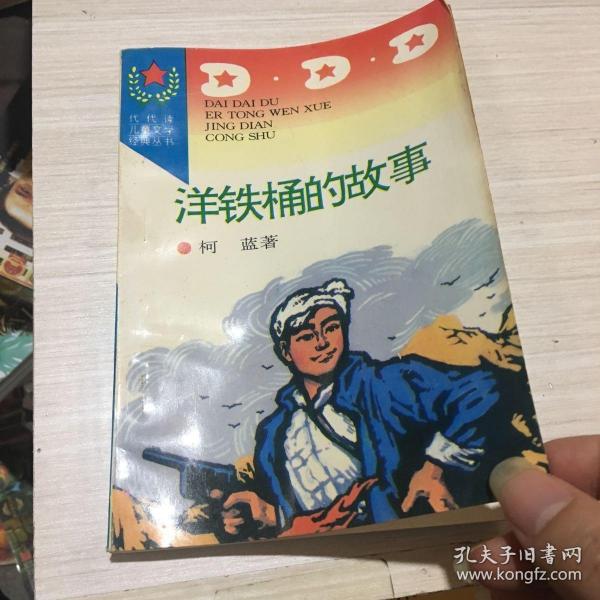 D·D·D
DAI DAI DU
ER TONG WEN XUE
JING DIAN
CONG SHU
代代读
儿童文学
经典丛书
洋铁桶的故事
柯 蓝著
孔夫子旧书网
www.kongfz.com